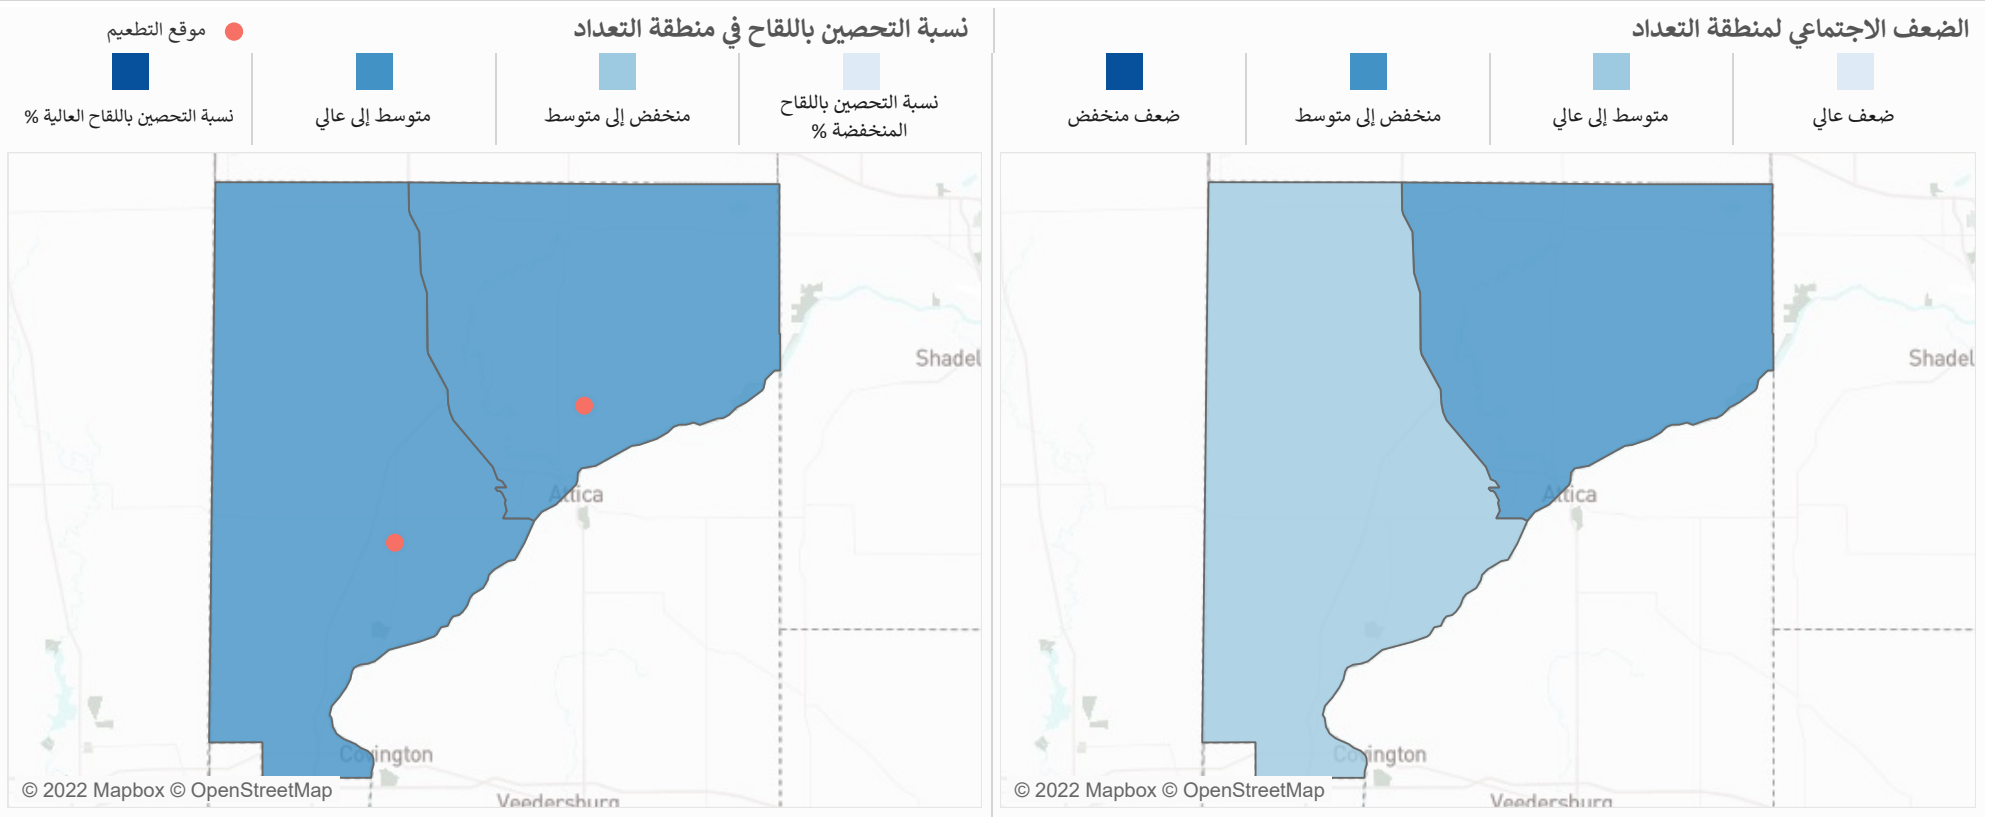 الضعف الاجتماعي لمنطقة التعداد
ضعف عالي
متوسط إلى عالي
منخفض إلى متوسط
ضعف منخفض
Shadel
Attica
Covington
Veedersburg
© 2022 Mapbox © OpenStreetMap
نسبة التحصين باللقاح في منطقة التعداد
موقع التطعيم
نسبة التحصين باللقاح
المنخفضة %
منخفض إلى متوسط
متوسط إلى عالي
نسبة التحصين باللقاح العالية %
Shadel
Attica
Covington
Veedersburg
© 2022 Mapbox © OpenStreetMap